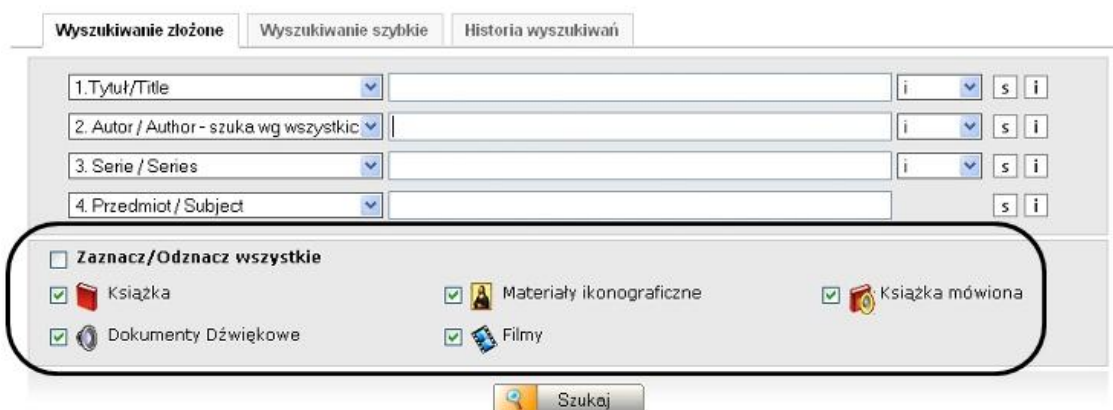 Wyszukiwanie złożone Wyszukiwanie szybkie Historia wyszukiwań
1.Tytuł/Title i s i
2. Autor / Author - szuka wg wszystkic i s i
3. Serie / Series i s i
4. Przedmiot / Subject s i
Zaznacz/Odznacz wszystkie
Książka Materiały ikonograficzne Książka mówiona
Dokumenty Dźwiękowe Filmy
Szukaj